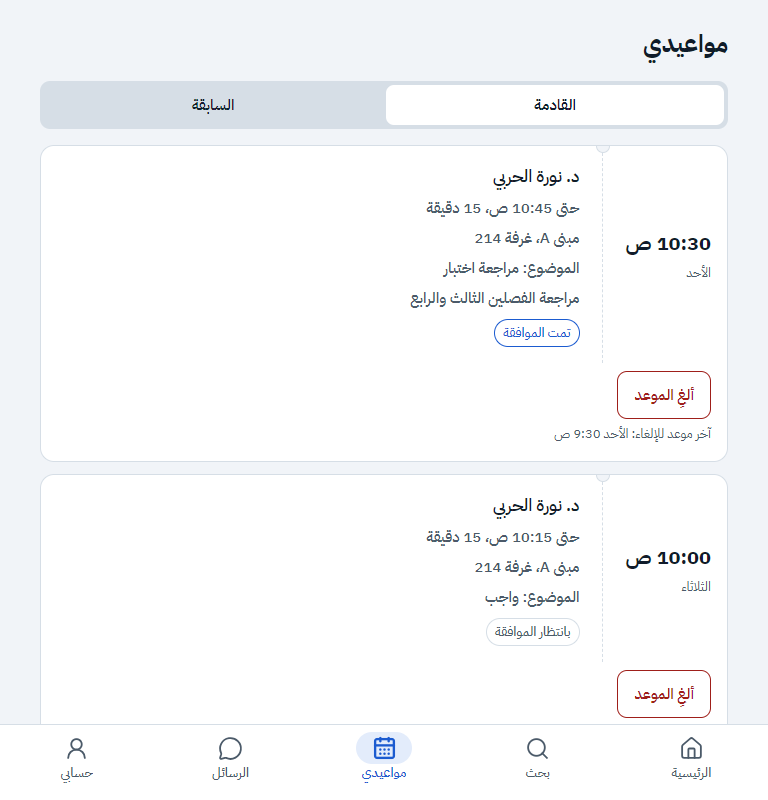 مواعيدي
القادمة
السابقة
10:30 ص
الأحد
د. نورة الحربي
حتى 10:45 ص، 15 دقيقة
مبنى A، غرفة 214
الموضوع: مراجعة اختبار
مراجعة الفصلين الثالث والرابع
تمت الموافقة
ألغِ الموعد
آخر موعد للإلغاء: الأحد 9:30 ص
10:00 ص
الثلاثاء
د. نورة الحربي
حتى 10:15 ص، 15 دقيقة
مبنى A، غرفة 214
الموضوع: واجب
بانتظار الموافقة
ألغِ الموعد
الرئيسية
بحث
مواعيدي
الرسائل
حسابي